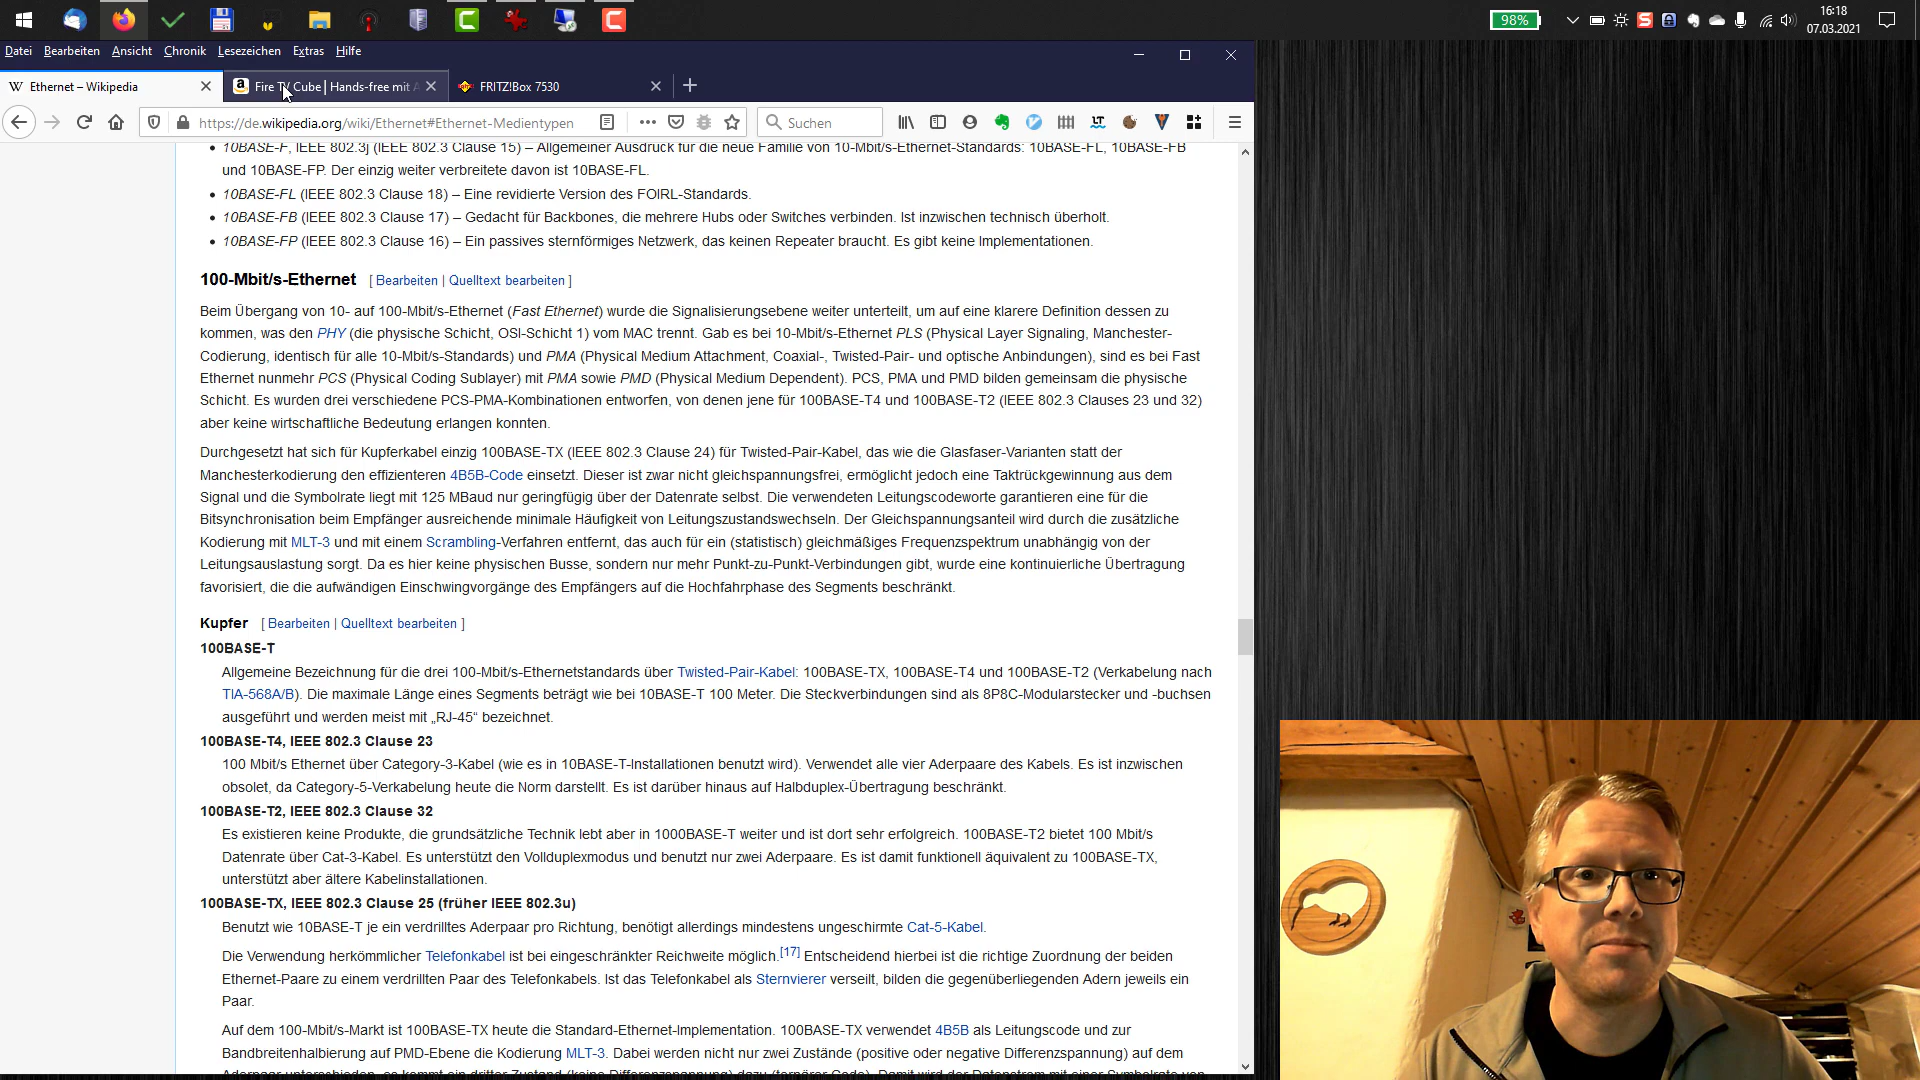 98%
16:18
07.03.2021
Datei Bearbeiten Ansicht Chronik Lesezeichen Extras Hilfe
W Ethernet – Wikipedia
Fire TV Cube | Hands-free mit A
FRITZ!Box 7530
https://de.wikipedia.org/wiki/Ethernet#Ethernet-Medientypen
Suchen
10BASE-F, IEEE 802.3j (IEEE 802.3 Clause 15) – Allgemeiner Ausdruck für die neue Familie von 10-Mbit/s-Ethernet-Standards: 10BASE-FL, 10BASE-FB
und 10BASE-FP. Der einzig weiter verbreitete davon ist 10BASE-FL.
10BASE-FL (IEEE 802.3 Clause 18) – Eine revidierte Version des FOIRL-Standards.
10BASE-FB (IEEE 802.3 Clause 17) – Gedacht für Backbones, die mehrere Hubs oder Switches verbinden. Ist inzwischen technisch überholt.
10BASE-FP (IEEE 802.3 Clause 16) – Ein passives sternförmiges Netzwerk, das keinen Repeater braucht. Es gibt keine Implementationen.
100-Mbit/s-Ethernet [ Bearbeiten | Quelltext bearbeiten ]
Beim Übergang von 10- auf 100-Mbit/s-Ethernet (Fast Ethernet) wurde die Signalisierungsebene weiter unterteilt, um auf eine klarere Definition dessen zu
kommen, was den PHY (die physische Schicht, OSI-Schicht 1) vom MAC trennt. Gab es bei 10-Mbit/s-Ethernet PLS (Physical Layer Signaling, Manchester-
Codierung, identisch für alle 10-Mbit/s-Standards) und PMA (Physical Medium Attachment, Coaxial-, Twisted-Pair- und optische Anbindungen), sind es bei Fast
Ethernet nunmehr PCS (Physical Coding Sublayer) mit PMA sowie PMD (Physical Medium Dependent). PCS, PMA und PMD bilden gemeinsam die physische
Schicht. Es wurden drei verschiedene PCS-PMA-Kombinationen entworfen, von denen jene für 100BASE-T4 und 100BASE-T2 (IEEE 802.3 Clauses 23 und 32)
aber keine wirtschaftliche Bedeutung erlangen konnten.
Durchgesetzt hat sich für Kupferkabel einzig 100BASE-TX (IEEE 802.3 Clause 24) für Twisted-Pair-Kabel, das wie die Glasfaser-Varianten statt der
Manchesterkodierung den effizienteren 4B5B-Code einsetzt. Dieser ist zwar nicht gleichspannungsfrei, ermöglicht jedoch eine Taktrückgewinnung aus dem
Signal und die Symbolrate liegt mit 125 MBaud nur geringfügig über der Datenrate selbst. Die verwendeten Leitungscodeworte garantieren eine für die
Bitsynchronisation beim Empfänger ausreichende minimale Häufigkeit von Leitungszustandswechseln. Der Gleichspannungsanteil wird durch die zusätzliche
Kodierung mit MLT-3 und mit einem Scrambling-Verfahren entfernt, das auch für ein (statistisch) gleichmäßiges Frequenzspektrum unabhängig von der
Leitungsauslastung sorgt. Da es hier keine physischen Busse, sondern nur mehr Punkt-zu-Punkt-Verbindungen gibt, wurde eine kontinuierliche Übertragung
favorisiert, die die aufwändigen Einschwingvorgänge des Empfängers auf die Hochfahrphase des Segments beschränkt.
Kupfer [ Bearbeiten | Quelltext bearbeiten ]
100BASE-T
Allgemeine Bezeichnung für die drei 100-Mbit/s-Ethernetstandards über Twisted-Pair-Kabel: 100BASE-TX, 100BASE-T4 und 100BASE-T2 (Verkabelung nach
TIA-568A/B). Die maximale Länge eines Segments beträgt wie bei 10BASE-T 100 Meter. Die Steckverbindungen sind als 8P8C-Modularstecker und -buchsen
ausgeführt und werden meist mit „RJ-45“ bezeichnet.
100BASE-T4, IEEE 802.3 Clause 23
100 Mbit/s Ethernet über Category-3-Kabel (wie es in 10BASE-T-Installationen benutzt wird). Verwendet alle vier Aderpaare des Kabels. Es ist inzwischen
obsolet, da Category-5-Verkabelung heute die Norm darstellt. Es ist darüber hinaus auf Halbduplex-Übertragung beschränkt.
100BASE-T2, IEEE 802.3 Clause 32
Es existieren keine Produkte, die grundsätzliche Technik lebt aber in 1000BASE-T weiter und ist dort sehr erfolgreich. 100BASE-T2 bietet 100 Mbit/s
Datenrate über Cat-3-Kabel. Es unterstützt den Vollduplexmodus und benutzt nur zwei Aderpaare. Es ist damit funktionell äquivalent zu 100BASE-TX,
unterstützt aber ältere Kabelinstallationen.
100BASE-TX, IEEE 802.3 Clause 25 (früher IEEE 802.3u)
Benutzt wie 10BASE-T je ein verdrilltes Aderpaar pro Richtung, benötigt allerdings mindestens ungeschirmte Cat-5-Kabel.
Die Verwendung herkömmlicher Telefonkabel ist bei eingeschränkter Reichweite möglich.[17] Entscheidend hierbei ist die richtige Zuordnung der beiden
Ethernet-Paare zu einem verdrillten Paar des Telefonkabels. Ist das Telefonkabel als Sternvierer verseilt, bilden die gegenüberliegenden Adern jeweils ein
Paar.
Auf dem 100-Mbit/s-Markt ist 100BASE-TX heute die Standard-Ethernet-Implementation. 100BASE-TX verwendet 4B5B als Leitungscode und zur
Bandbreitenhalbierung auf PMD-Ebene die Kodierung MLT-3. Dabei werden nicht nur zwei Zustände (positive oder negative Differenzspannung) auf dem